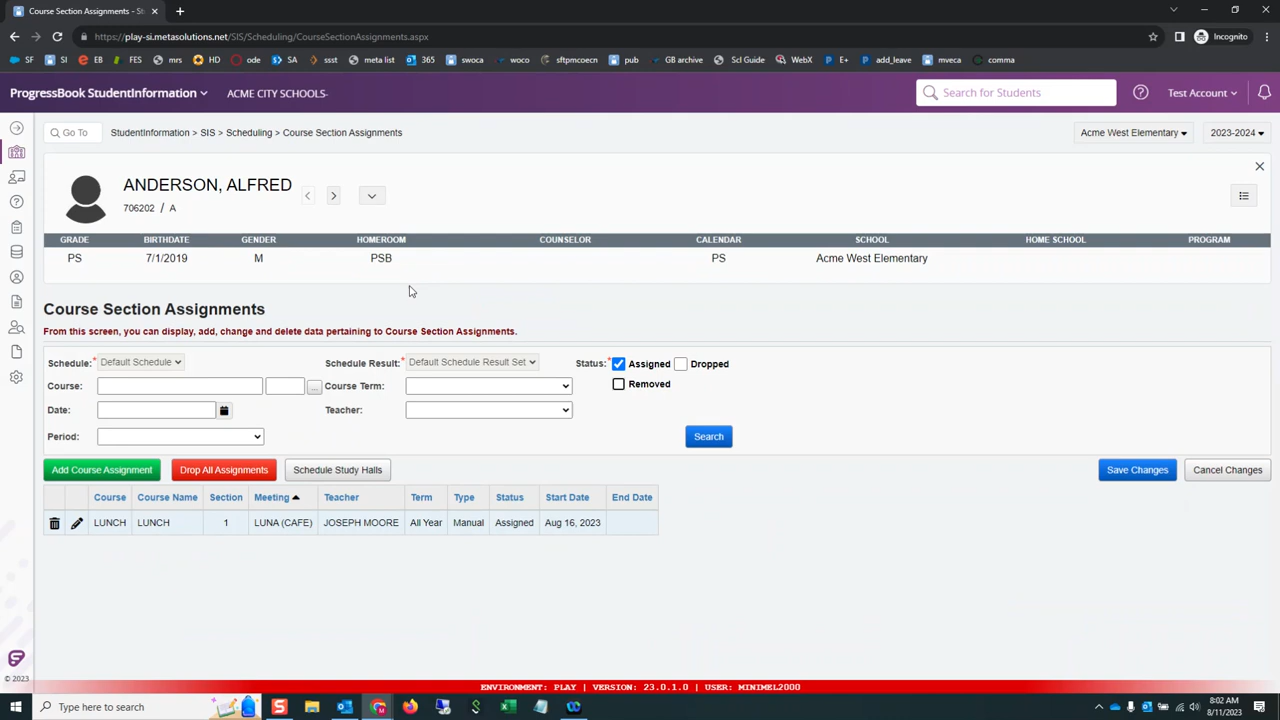 Course Section Assignments - St
https://play-si.metasolutions.net/SIS/Scheduling/CourseSectionAssignments.aspx
Incognito
SF SI EB FES HD SA ssst meta list 365 swoca woco sftpmcoecn pub GB archive Scl Guide WebX E+ add_leave mveca comma
mrs ode
ProgressBook StudentInformation ACME CITY SCHOOLS- Search for Students Test Account
Go To StudentInformation > SIS > Scheduling > Course Section Assignments Acme West Elementary 2023-2024
ANDERSON, ALFRED
706202 / A
GRADE BIRTHDATE GENDER HOMEROOM COUNSELOR CALENDAR SCHOOL HOME SCHOOL PROGRAM
PS 7/1/2019 M PSB PS Acme West Elementary
Course Section Assignments
From this screen, you can display, add, change and delete data pertaining to Course Section Assignments.
Schedule:* Default Schedule Schedule Result:* Default Schedule Result Set Status:* Assigned Dropped
Course: ... Course Term: Removed
Date: Teacher:
Period: Search
Add Course Assignment Drop All Assignments Schedule Study Halls Save Changes Cancel Changes
Course Course Name Section Meeting Teacher Term Type Status Start Date End Date
LUNCH LUNCH 1 LUNA (CAFE) JOSEPH MOORE All Year Manual Assigned Aug 16, 2023
© 2023
ENVIRONMENT: PLAY | VERSION: 23.0.1.0 | USER: MINIMEL2000
Type here to search
8:02 AM
8/11/2023